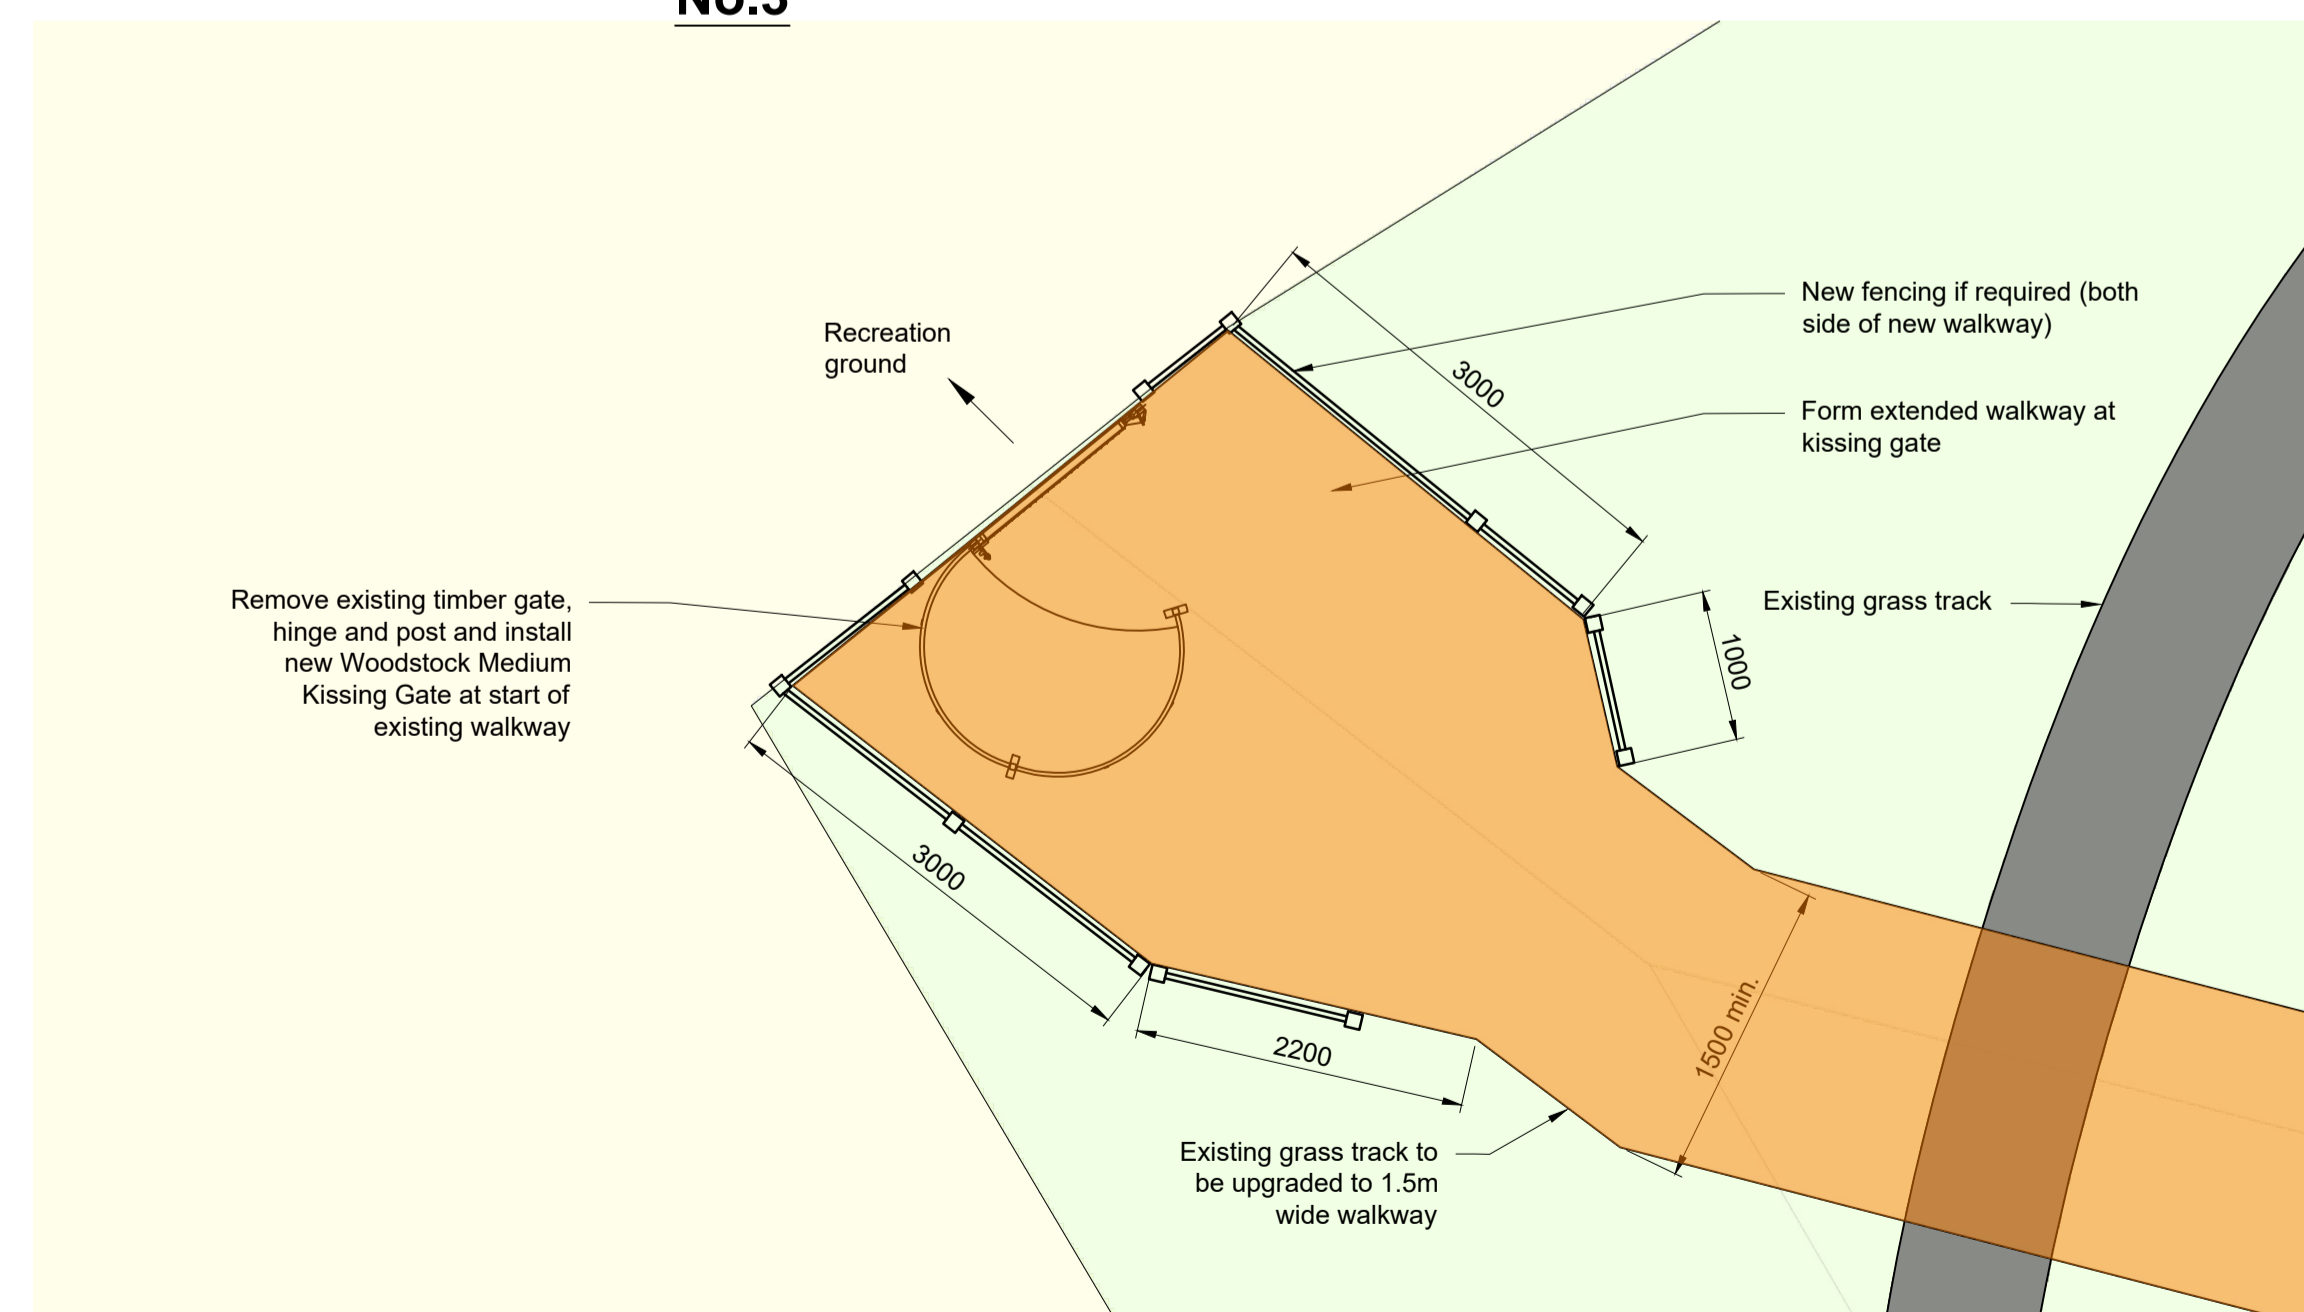 No.3
Recreation
ground
New fencing if required (both
side of new walkway)
3000
Form extended walkway at
kissing gate
Remove existing timber gate,
hinge and post and install
new Woodstock Medium
Kissing Gate at start of
existing walkway
Existing grass track
1000
3000
2200
1500 min.
Existing grass track to
be upgraded to 1.5m
wide walkway